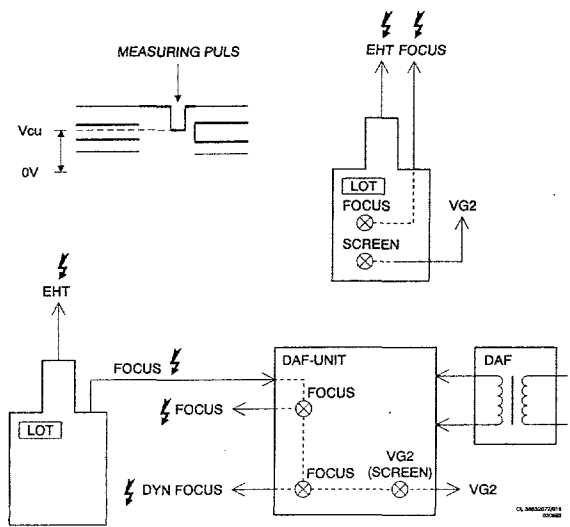 MEASURING PULS
Vcu
0V
EHT FOCUS
LOT
FOCUS
SCREEN
VG2
EHT
FOCUS
LOT
DAF-UNIT
FOCUS
FOCUS
FOCUS
DYN FOCUS
VG2
(SCREEN)
VG2
DAF